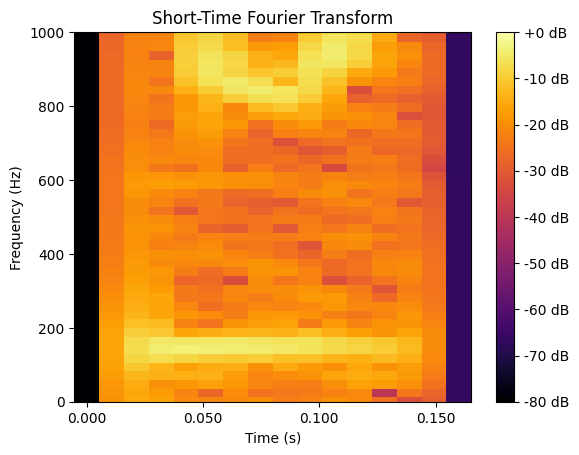 Short-Time Fourier Transform
1000
800
600
400
200
0
Frequency (Hz)
0.000
0.050
0.100
0.150
Time (s)
+0 dB
-10 dB
-20 dB
-30 dB
-40 dB
-50 dB
-60 dB
-70 dB
-80 dB